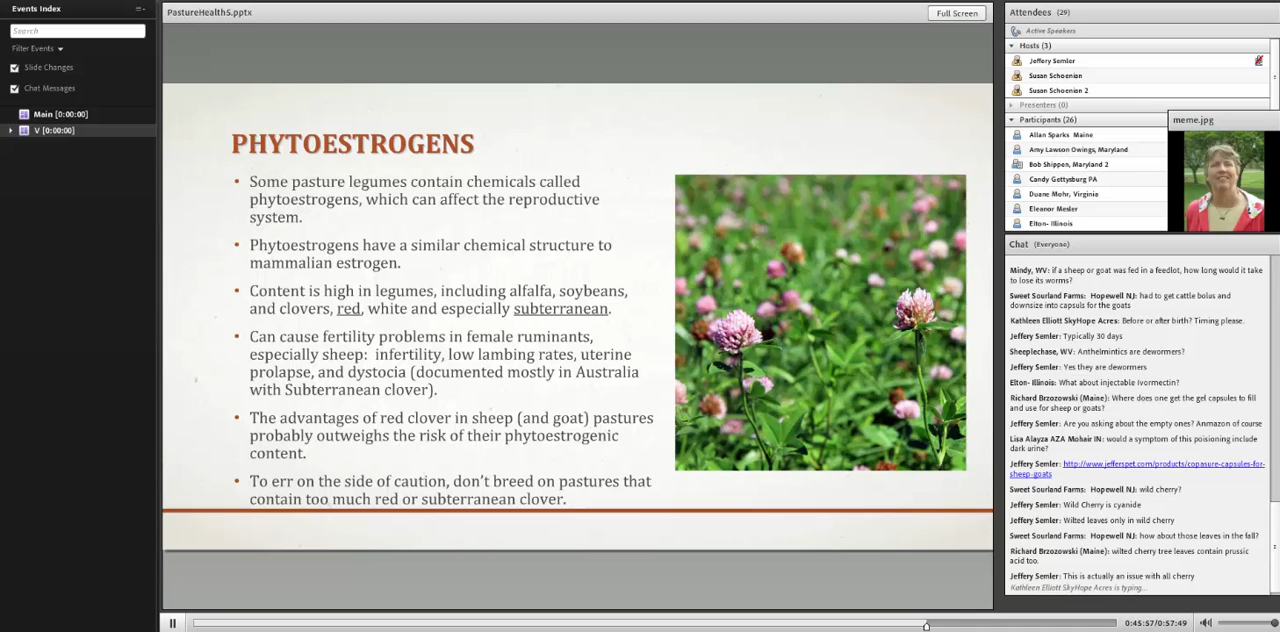 Events Index
Search
Filter Events
Slide Changes
Chat Messages
Main [0:00:00]
V [0:00:00]
PastureHealthS.pptx
Full Screen
PHYTOESTROGENS
• Some pasture legumes contain chemicals called
phytoestrogens, which can affect the reproductive
system.
• Phytoestrogens have a similar chemical structure to
mammalian estrogen.
• Content is high in legumes, including alfalfa, soybeans,
and clovers, red, white and especially subterranean.
• Can cause fertility problems in female ruminants,
especially sheep: infertility, low lambing rates, uterine
prolapse, and dystocia (documented mostly in Australia
with Subterranean clover).
• The advantages of red clover in sheep (and goat) pastures
probably outweighs the risk of their phytoestrogenic
content.
• To err on the side of caution, don't breed on pastures that
contain too much red or subterranean clover.
0:45:57/0:57:49
Attendees (29)
Active Speakers
Hosts (3)
Jeffery Semler
Susan Schoenian
Susan Schoenian 2
Presenters (0)
Participants (26)
Allan Sparks Maine
Amy Lawson Owings, Maryland
Bob Shippen, Maryland 2
Candy Gettysburg PA
Duane Mohr, Virginia
Eleanor Mesler
Elton- Illinois
meme.jpg
Chat (Everyone)
Mindy, WV: if a sheep or goat was fed in a feedlot, how long would it take
to lose its worms?
Sweet Sourland Farms: Hopewell NJ: had to get cattle bolus and
downsize into capsuls for the goats
Kathleen Elliott SkyHope Acres: Before or after birth? Timing please.
Jeffery Semler: Typically 30 days
Sheeplechase, WV: Anthelmintics are dewormers?
Jeffery Semler: Yes they are dewormers
Elton- Illinois: What about injectable Ivormectin?
Richard Brzozowski (Maine): Where does one get the gel capsules to fill
and use for sheep or goats?
Jeffery Semler: Are you asking about the empty ones? Anmazon of course
Lisa Alayza AZA Mohair IN: would a symptom of this poisioning include
dark urine?
Jeffery Semler: http://www.jefferspet.com/products/copasure-capsules-for-
sheep-goats
Sweet Sourland Farms: Hopewell NJ: wild cherry?
Jeffery Semler: Wild Cherry is cyanide
Jeffery Semler: Wilted leaves only in wild cherry
Sweet Sourland Farms: Hopewell NJ: how about those leaves in the fall?
Richard Brzozowski (Maine): wilted cherry tree leaves contain prussic
acid too.
Jeffery Semler: This is actually an issue with all cherry
Kathleen Elliott SkyHope Acres is typing...